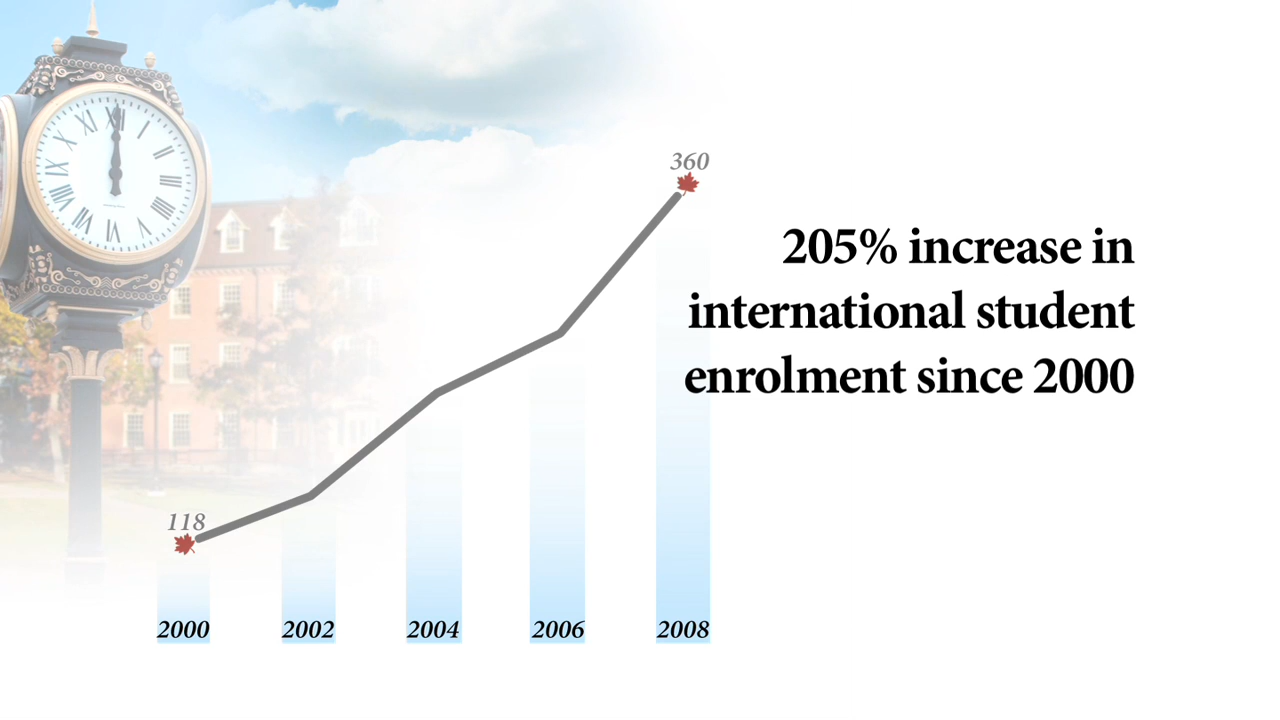 360
205% increase in
international student
enrolment since 2000
118
2000 2002 2004 2006 2008